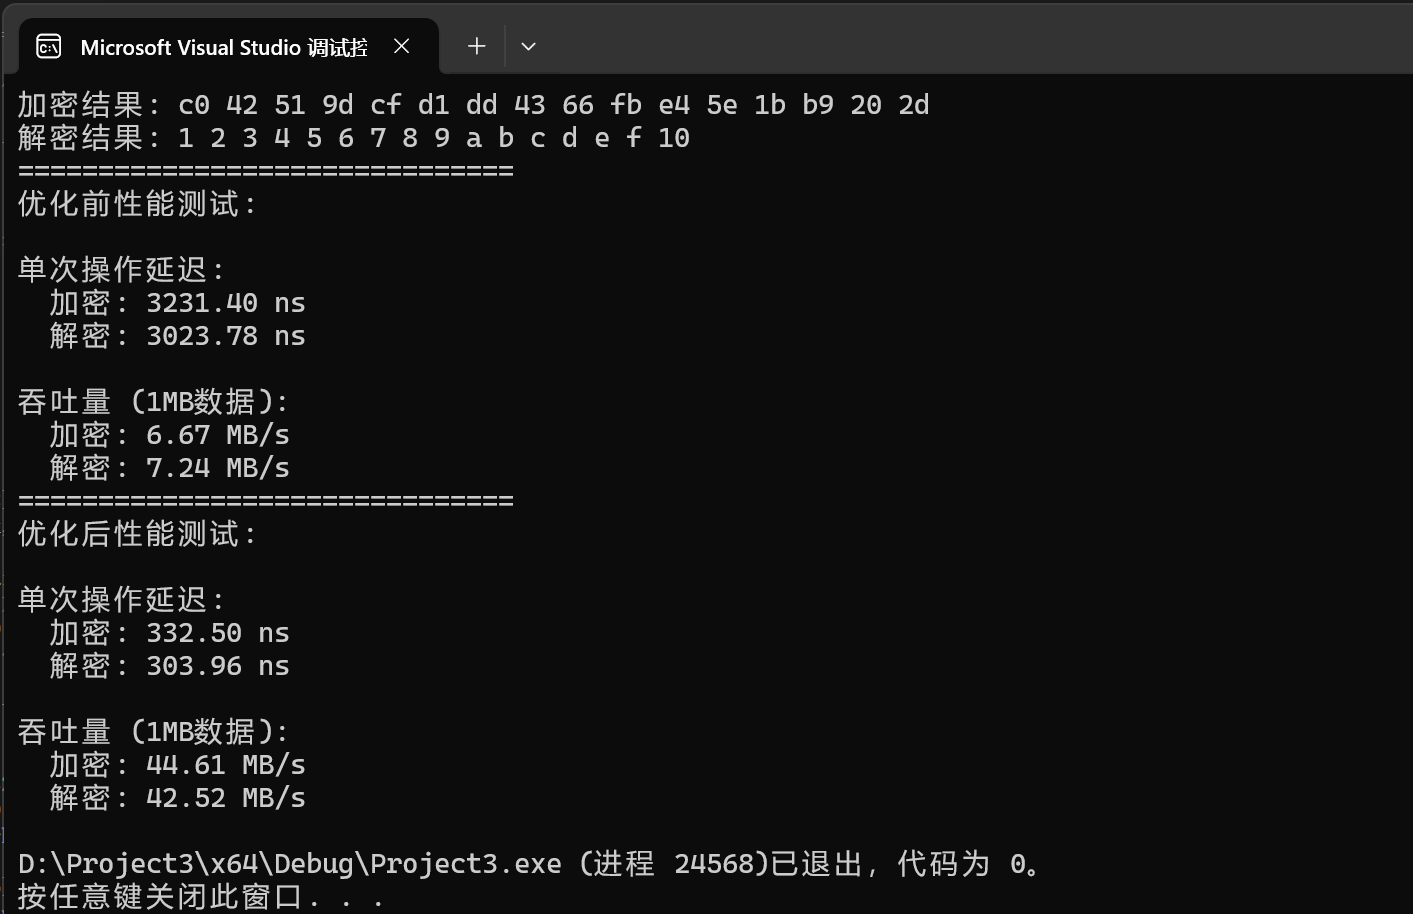 Microsoft Visual Studio 调试控
加密结果: c0 42 51 9d cf d1 dd 43 66 fb e4 5e 1b b9 20 2d
解密结果: 1 2 3 4 5 6 7 8 9 a b c d e f 10
===============================
优化前性能测试:
单次操作延迟:
加密: 3231.40 ns
解密: 3023.78 ns
吞吐量 (1MB数据):
加密: 6.67 MB/s
解密: 7.24 MB/s
===============================
优化后性能测试:
单次操作延迟:
加密: 332.50 ns
解密: 303.96 ns
吞吐量 (1MB数据):
加密: 44.61 MB/s
解密: 42.52 MB/s
D:\Project3\x64\Debug\Project3.exe (进程 24568)已退出，代码为 0。
按任意键关闭此窗口. . .